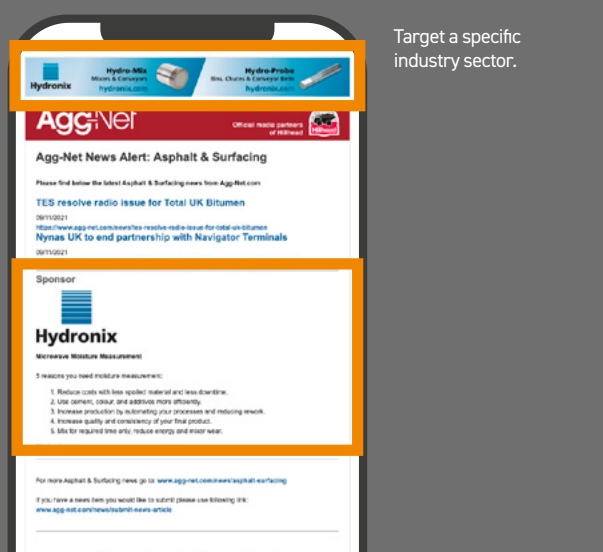 Target a specific
industry sector.
Hydronix
Hydro-Mix
Mixers & Conveyors
hydronix.com
Hydro-Probe
Bins, Chutes & Conveyor Belts
hydronix.com
Agg-Net
Official media partners
of Hillhead
Hillhead
Agg-Net News Alert: Asphalt & Surfacing
Please find below the latest Asphalt & Surfacing news from Agg-Net.com
TES resolve radio issue for Total UK Bitumen
09/11/2021
https://www.agg-net.com/news/tes-resolve-radio-issue-for-total-uk-bitumen
Nynas UK to end partnership with Navigator Terminals
09/11/2021
Sponsor
Hydronix
Microwave Moisture Measurement
5 reasons you need moisture measurement:
1. Reduce costs with less spoiled material and less downtime.
2. Use cement, colour, and additives more efficiently.
3. Increase production by automating your processes and reducing rework.
4. Increase quality and consistency of your final product.
5. Mix for required time only, reduce energy and mixer wear.
For more Asphalt & Surfacing news go to: www.agg-net.com/news/asphalt-surfacing
If you have a news item you would like to submit please use following link:
www.agg-net.com/news/submit-news-article